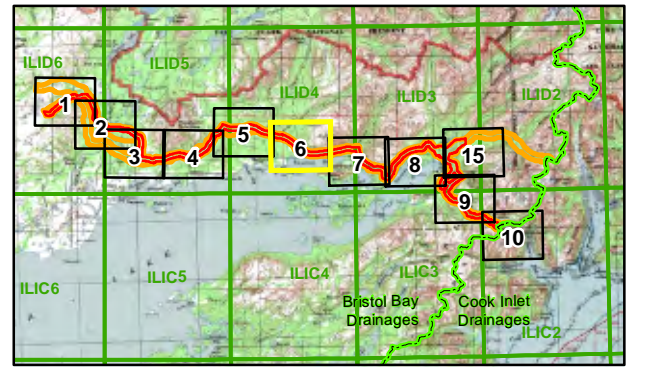 ILID6
ILID5
ILID4
ILID3
ILID2
1
2
3
4
5
6
7
8
15
9
10
ILIC6
ILIC5
ILIC4
ILIC3
ILIC2
Bristol Bay
Drainages
Cook Inlet
Drainages